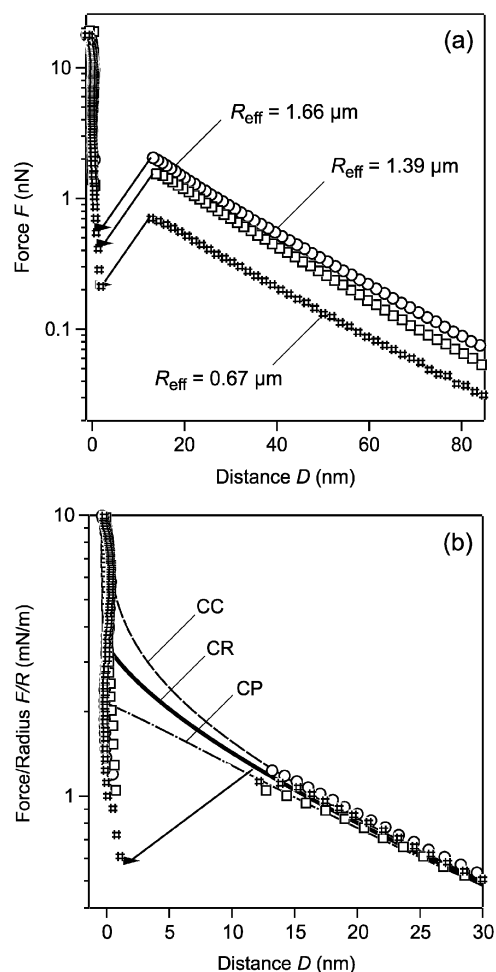 (a)
10
R_eff = 1.66 µm
R_eff = 1.39 µm
1
Force F (nN)
0.1
R_eff = 0.67 µm
0 20 40 60 80
Distance D (nm)
10
(b)
CC
CR
CP
Force/Radius F/R (mN/m)
1
0 5 10 15 20 25 30
Distance D (nm)